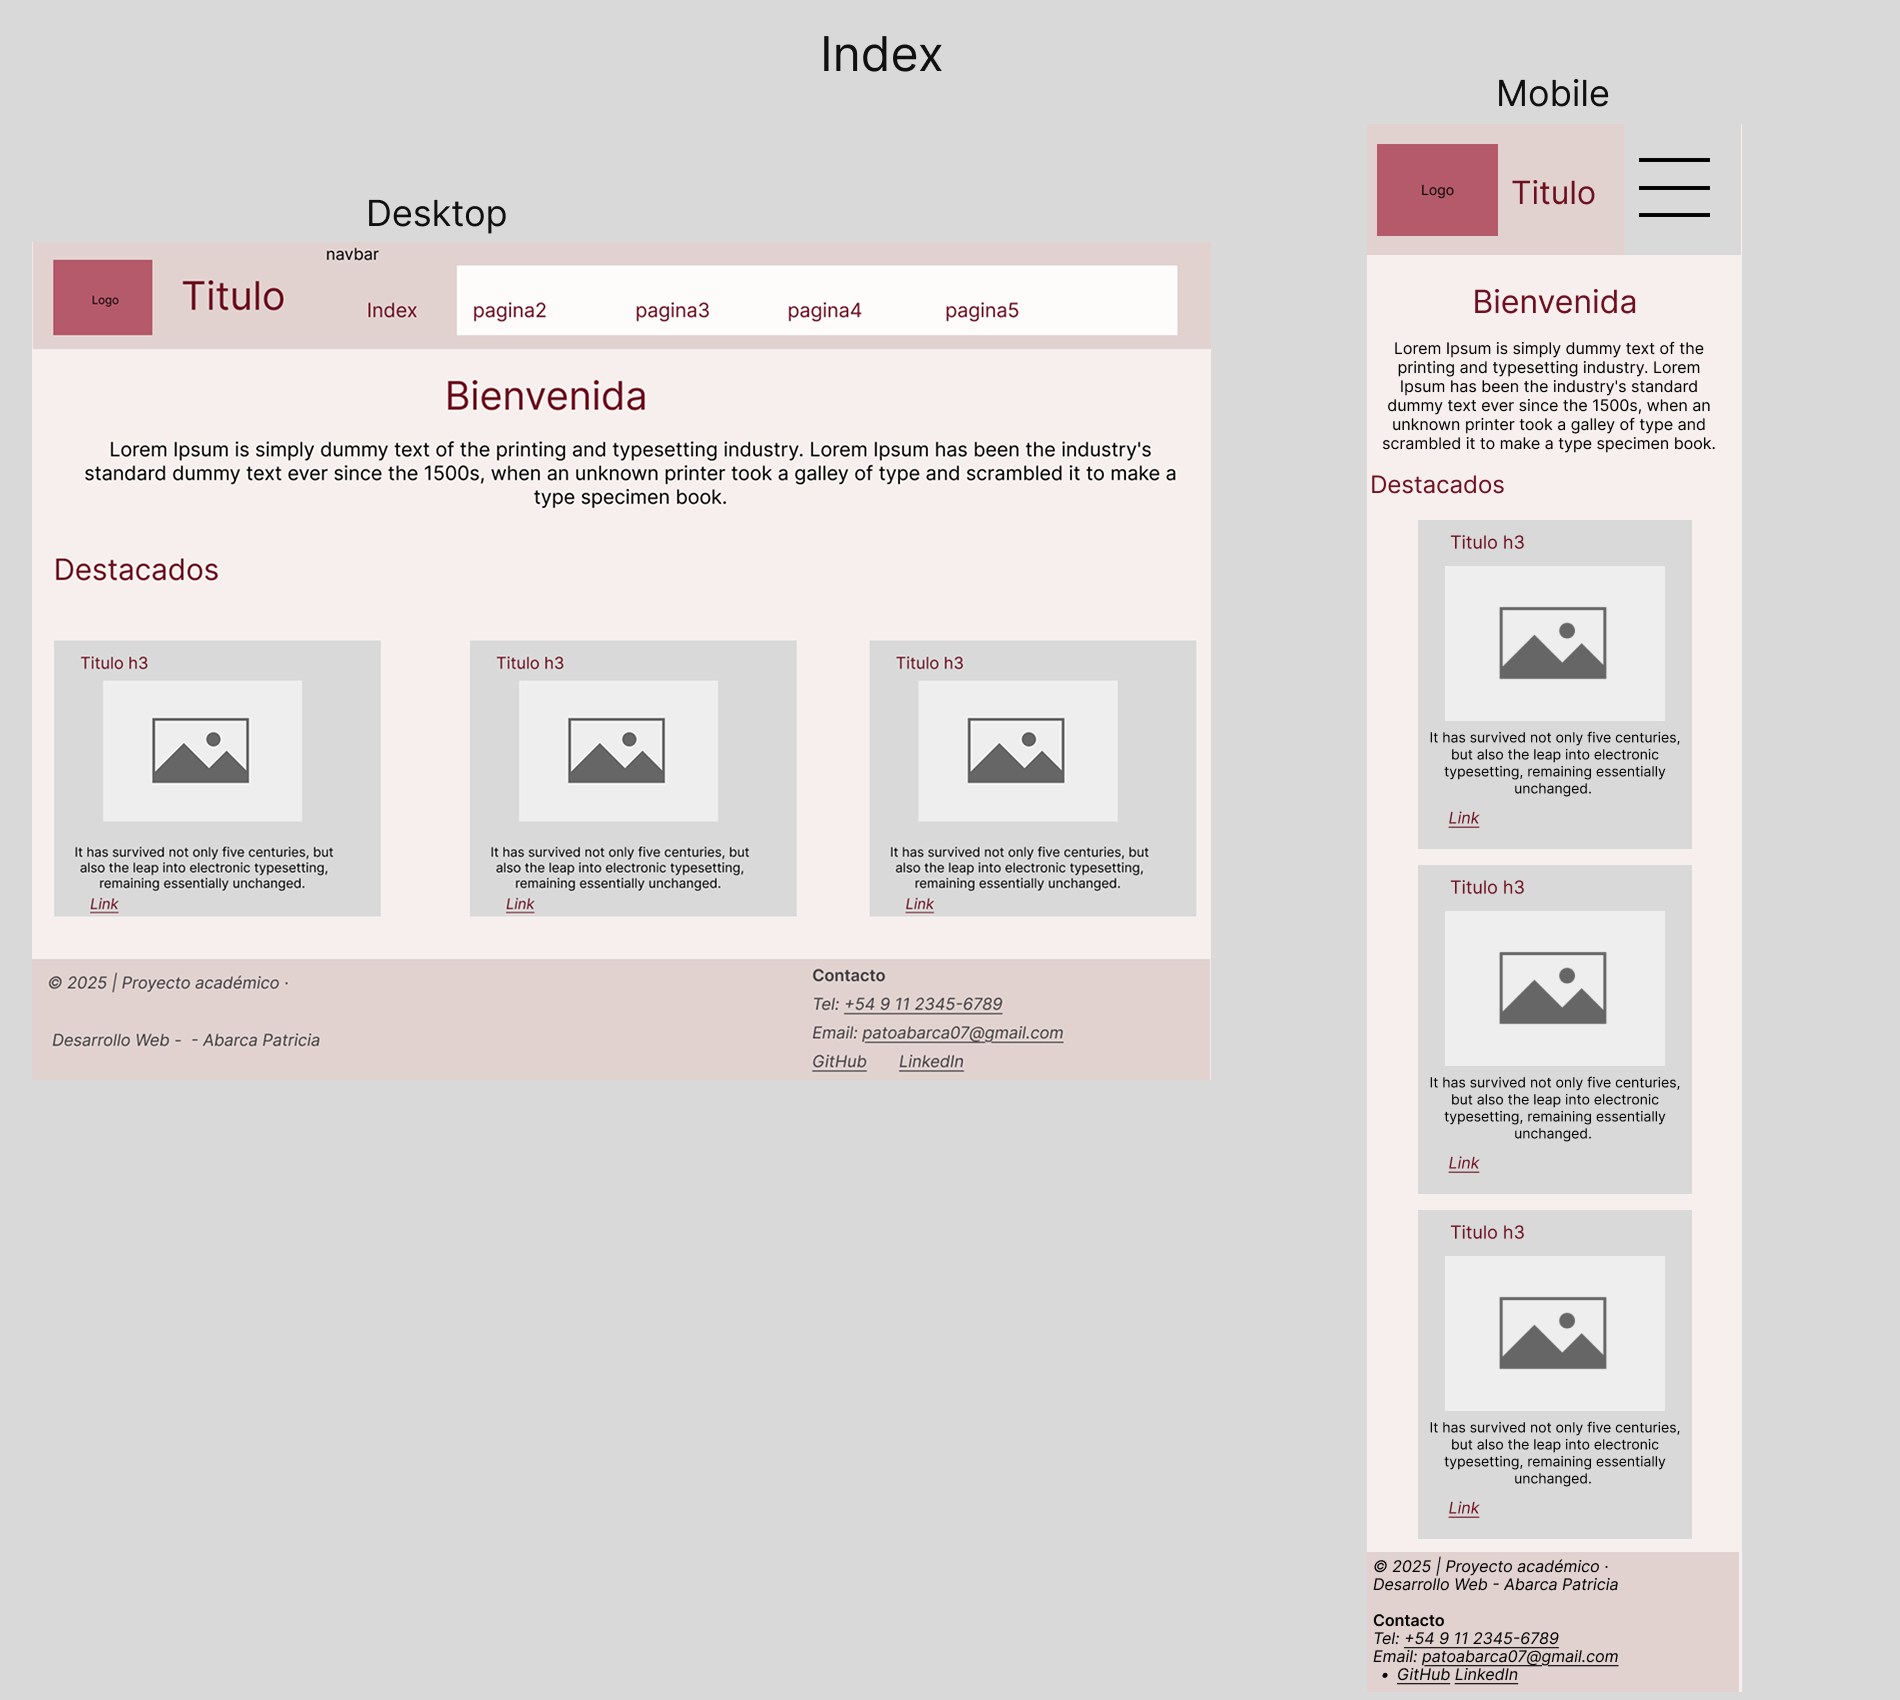 Index
Desktop
navbar
Logo
Titulo
Index pagina2 pagina3 pagina4 pagina5
Bienvenida
Lorem Ipsum is simply dummy text of the printing and typesetting industry. Lorem Ipsum has been the industry's
standard dummy text ever since the 1500s, when an unknown printer took a galley of type and scrambled it to make a
type specimen book.
Destacados
Titulo h3
It has survived not only five centuries, but
also the leap into electronic typesetting,
remaining essentially unchanged.
Link
Titulo h3
It has survived not only five centuries, but
also the leap into electronic typesetting,
remaining essentially unchanged.
Link
Titulo h3
It has survived not only five centuries, but
also the leap into electronic typesetting,
remaining essentially unchanged.
Link
© 2025 | Proyecto académico ·
Desarrollo Web -  - Abarca Patricia
Contacto
Tel: +54 9 11 2345-6789
Email: patoabarca07@gmail.com
GitHub LinkedIn
Mobile
Logo
Titulo
Bienvenida
Lorem Ipsum is simply dummy text of the
printing and typesetting industry. Lorem
Ipsum has been the industry's standard
dummy text ever since the 1500s, when an
unknown printer took a galley of type and
scrambled it to make a type specimen book.
Destacados
Titulo h3
It has survived not only five centuries,
but also the leap into electronic
typesetting, remaining essentially
unchanged.
Link
Titulo h3
It has survived not only five centuries,
but also the leap into electronic
typesetting, remaining essentially
unchanged.
Link
Titulo h3
It has survived not only five centuries,
but also the leap into electronic
typesetting, remaining essentially
unchanged.
Link
© 2025 | Proyecto académico ·
Desarrollo Web - Abarca Patricia
Contacto
Tel: +54 9 11 2345-6789
Email: patoabarca07@gmail.com
• GitHub LinkedIn